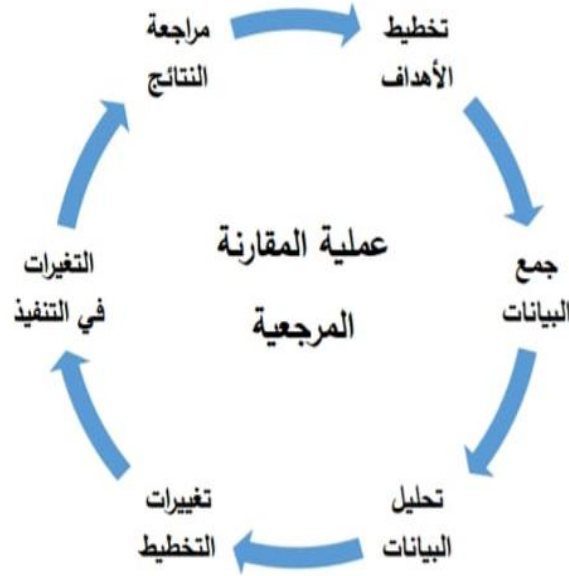 عملية المقارنة
المرجعية
تخطيط
الأهداف
جمع
البيانات
تحليل
البيانات
تغييرات
التخطيط
التغيرات
في التنفيذ
مراجعة
النتائج